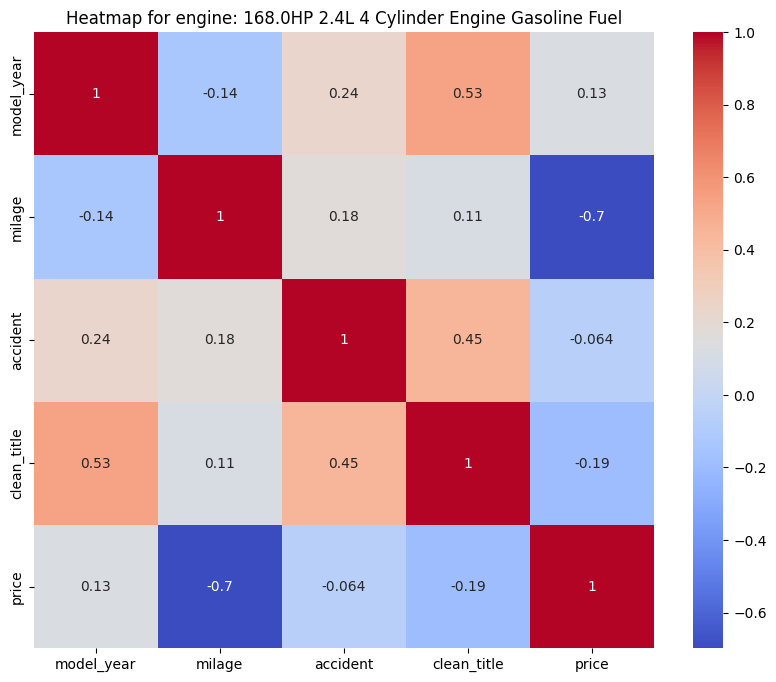 Heatmap for engine: 168.0HP 2.4L 4 Cylinder Engine Gasoline Fuel
model_year 1 -0.14 0.24 0.53 0.13
milage -0.14 1 0.18 0.11 -0.7
accident 0.24 0.18 1 0.45 -0.064
clean_title 0.53 0.11 0.45 1 -0.19
price 0.13 -0.7 -0.064 -0.19 1
model_year milage accident clean_title price
1.0
0.8
0.6
0.4
0.2
0.0
−0.2
−0.4
−0.6